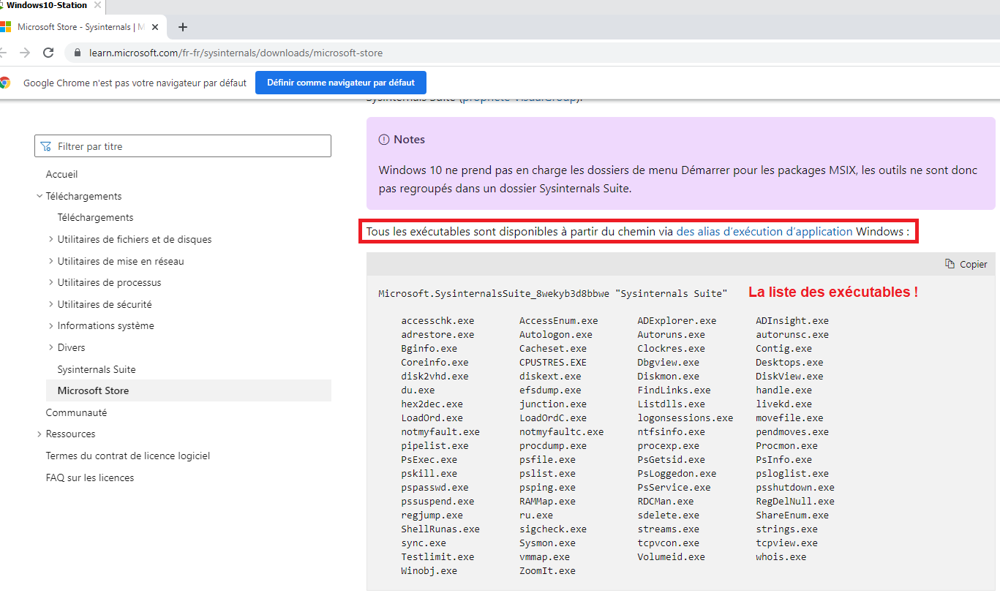 Windows10-Station
Microsoft Store - Sysinternals | M
learn.microsoft.com/fr-fr/sysinternals/downloads/microsoft-store
Google Chrome n'est pas votre navigateur par défaut
Définir comme navigateur par défaut
Sysinternals Suite (propriété VisualGroup).
Filtrer par titre
Accueil
Téléchargements
Téléchargements
Utilitaires de fichiers et de disques
Utilitaires de mise en réseau
Utilitaires de processus
Utilitaires de sécurité
Informations système
Divers
Sysinternals Suite
Microsoft Store
Communauté
Ressources
Termes du contrat de licence logiciel
FAQ sur les licences
Notes
Windows 10 ne prend pas en charge les dossiers de menu Démarrer pour les packages MSIX, les outils ne sont donc
pas regroupés dans un dossier Sysinternals Suite.
Tous les exécutables sont disponibles à partir du chemin via des alias d’exécution d’application Windows :
Copier
Microsoft.SysinternalsSuite_8wekyb3d8bbwe "Sysinternals Suite"
La liste des exécutables !
accesschk.exe AccessEnum.exe ADExplorer.exe ADInsight.exe
adrestore.exe Autologon.exe Autoruns.exe autorunsc.exe
Bginfo.exe Cacheset.exe Clockres.exe Contig.exe
Coreinfo.exe CPUSTRES.EXE Dbgview.exe Desktops.exe
disk2vhd.exe diskext.exe Diskmon.exe DiskView.exe
du.exe efsdump.exe FindLinks.exe handle.exe
hex2dec.exe junction.exe Listdlls.exe livekd.exe
LoadOrd.exe LoadOrdC.exe logonsessions.exe movefile.exe
notmyfault.exe notmyfaultc.exe ntfsinfo.exe pendmoves.exe
pipelist.exe procdump.exe procexp.exe Procmon.exe
PsExec.exe psfile.exe PsGetsid.exe PsInfo.exe
pskill.exe pslist.exe PsLoggedon.exe psloglist.exe
pspasswd.exe psping.exe PsService.exe psshutdown.exe
pssuspend.exe RAMMap.exe RDCMan.exe RegDelNull.exe
regjump.exe ru.exe sdelete.exe ShareEnum.exe
ShellRunas.exe sigcheck.exe streams.exe strings.exe
sync.exe Sysmon.exe tcpvcon.exe tcpview.exe
Testlimit.exe vmmap.exe Volumeid.exe whois.exe
Winobj.exe ZoomIt.exe